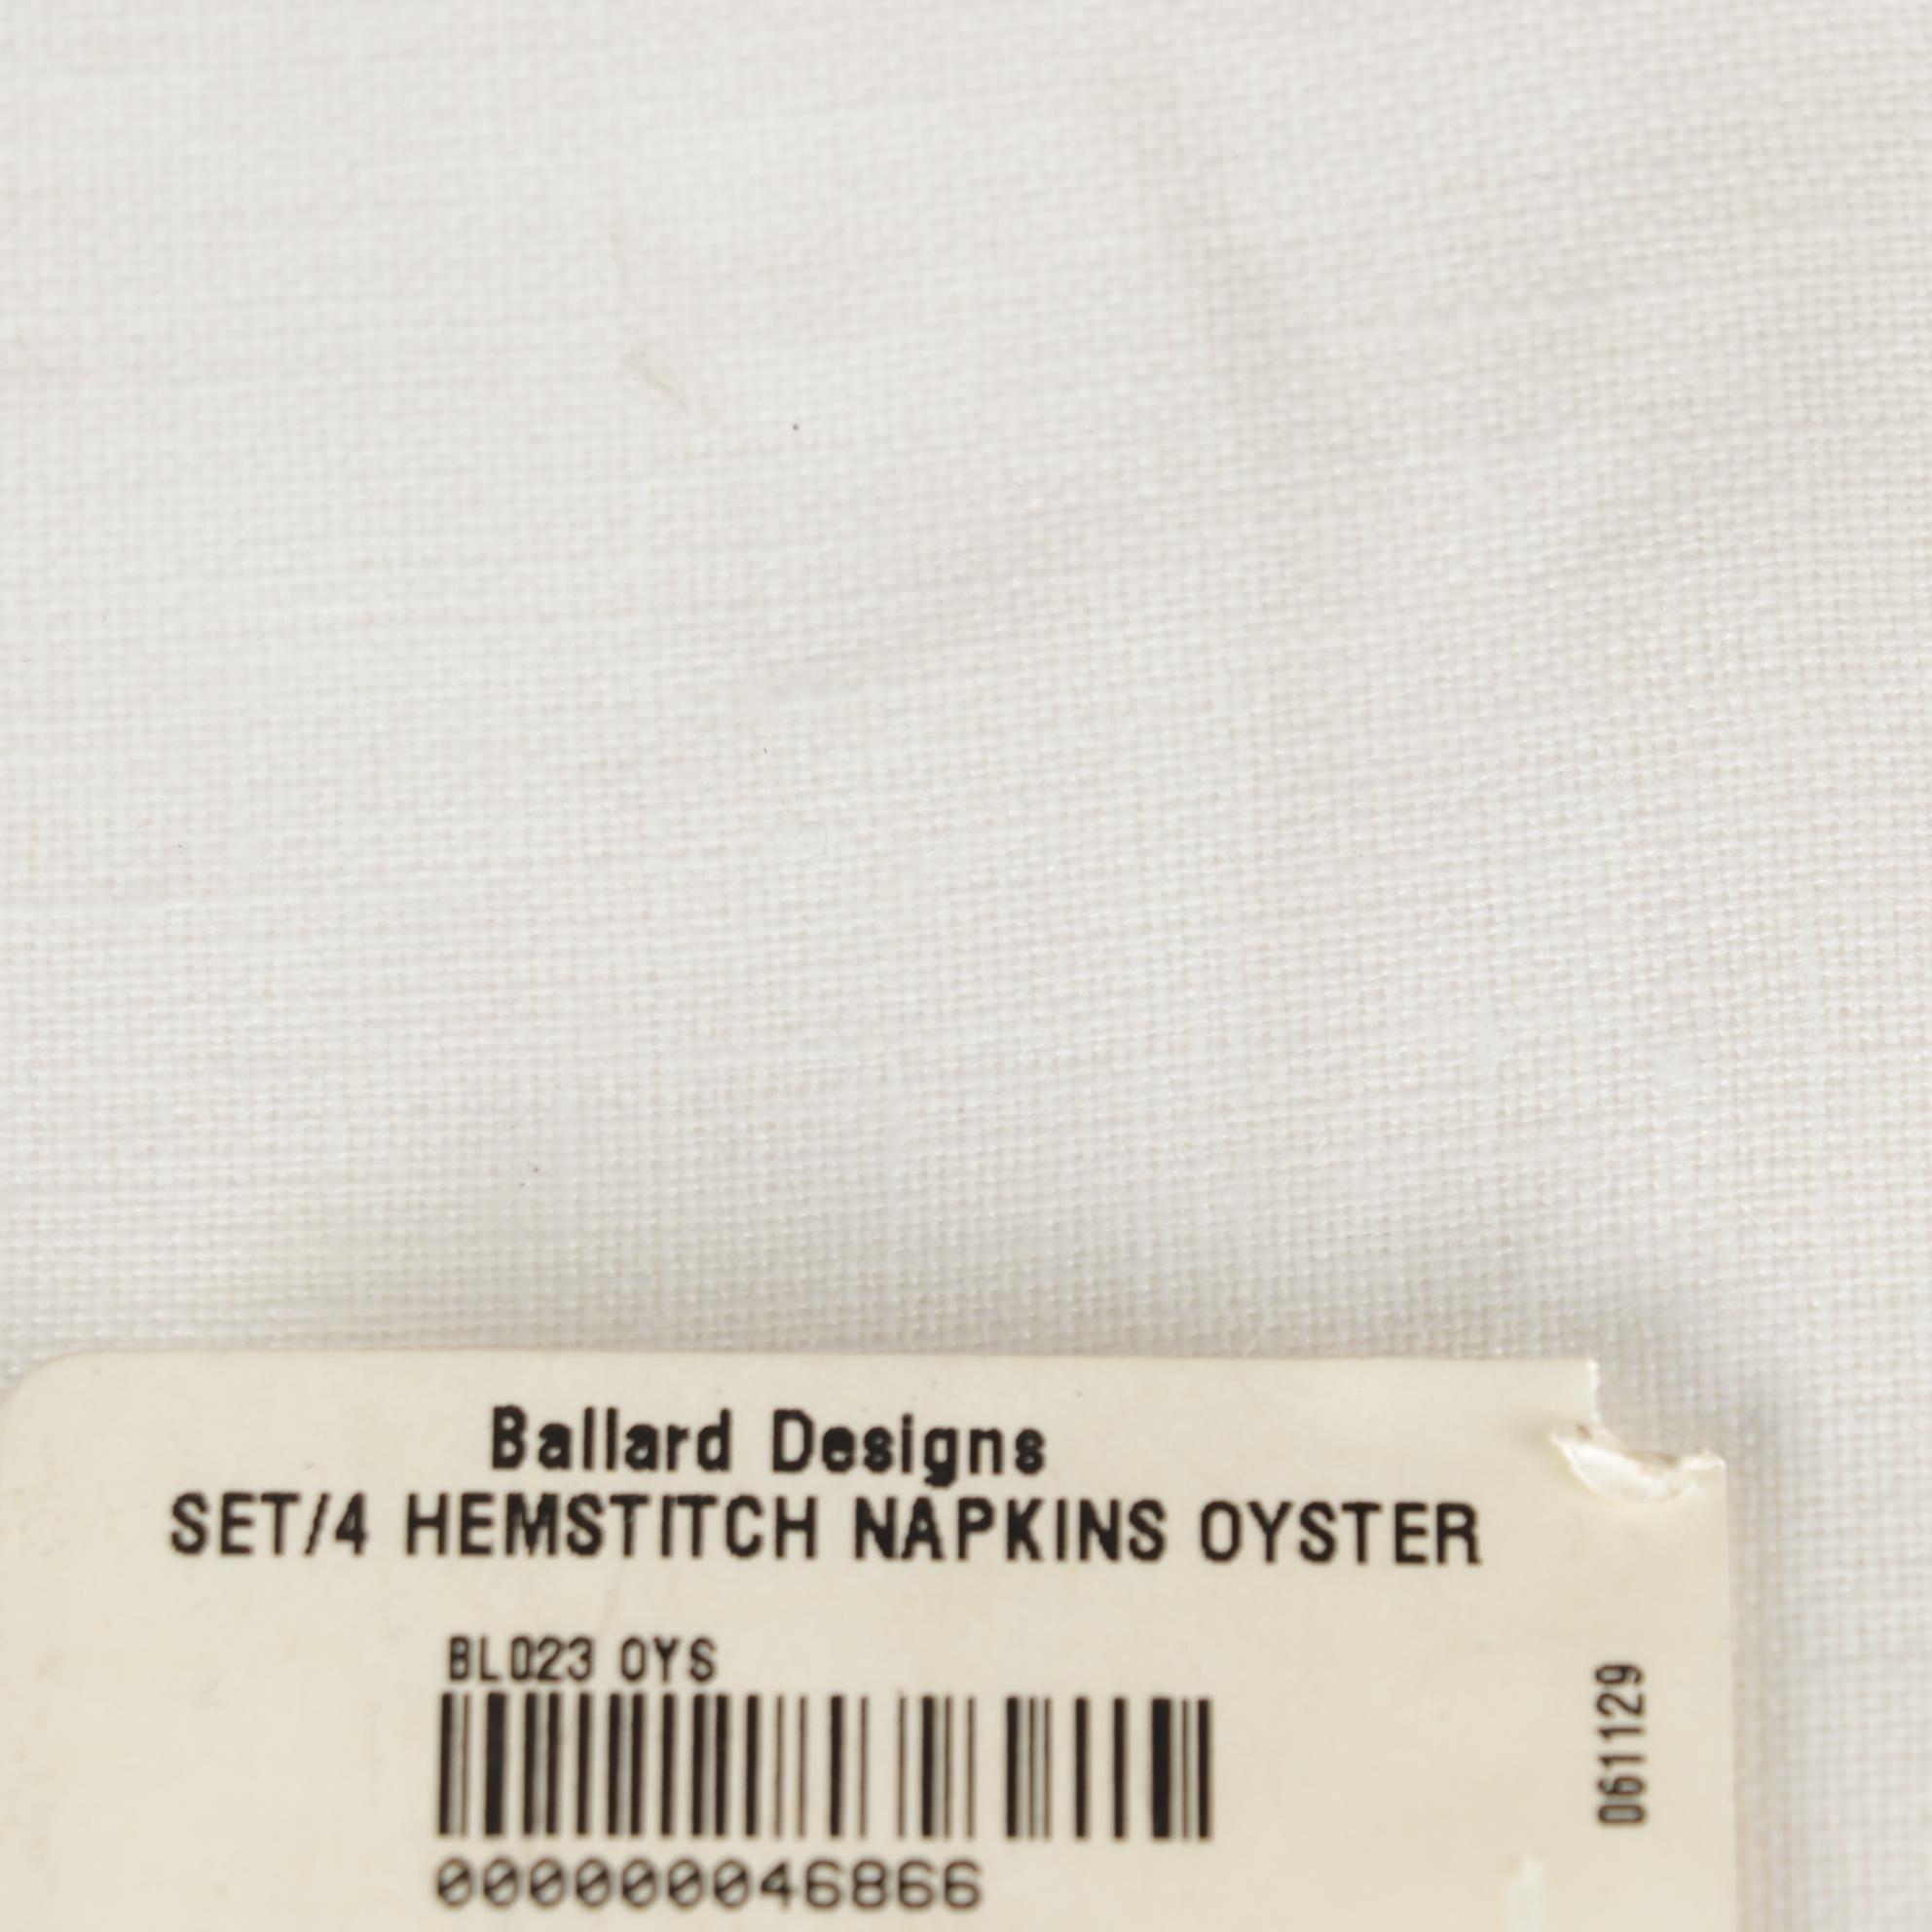 Ballard Designs
SET/4 HEMSTITCH NAPKINS OYSTER
BL023 OYS
000000046866
061129